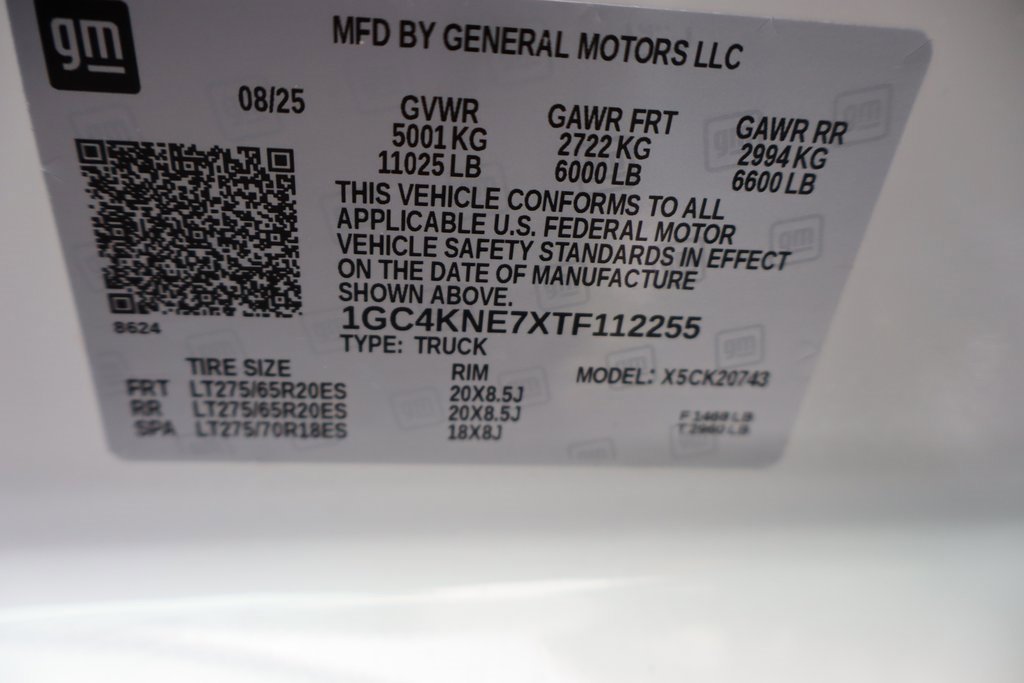 gm
MFD BY GENERAL MOTORS LLC
08/25
GVWR
5001 KG
11025 LB
GAWR FRT
2722 KG
6000 LB
GAWR RR
2994 KG
6600 LB
THIS VEHICLE CONFORMS TO ALL
APPLICABLE U.S. FEDERAL MOTOR
VEHICLE SAFETY STANDARDS IN EFFECT
ON THE DATE OF MANUFACTURE
SHOWN ABOVE.
8624
1GC4KNE7XTF112255
TYPE: TRUCK
TIRE SIZE
RIM
MODEL: X5CK20743
FRT LT275/65R20ES 20X8.5J
RR LT275/65R20ES 20X8.5J
SPA LT275/70R18ES 18X8J